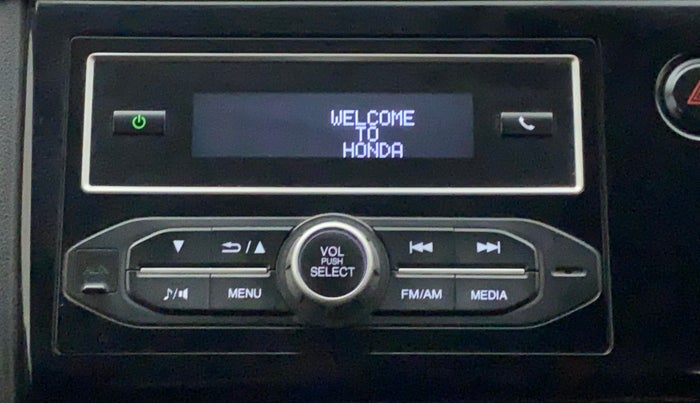 WELCOME
TO
HONDA
VOL
PUSH
SELECT
MENU
FM/AM
MEDIA